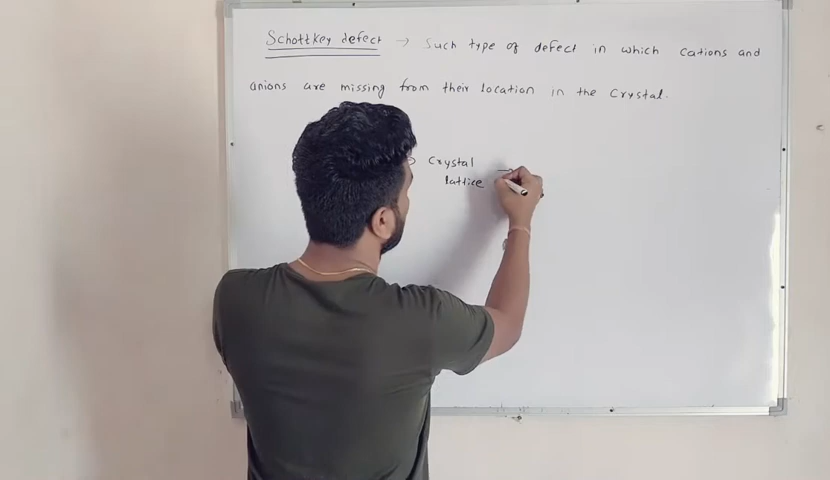 Schottkey defect → Such type of defect in which cations and
anions are missing from their location in the crystal.
Crystal →
lattice